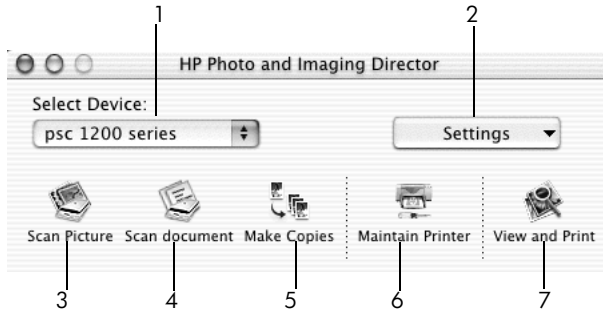 1 2
HP Photo and Imaging Director
Select Device:
psc 1200 series Settings
Scan Picture Scan document Make Copies Maintain Printer View and Print
3 4 5 6 7